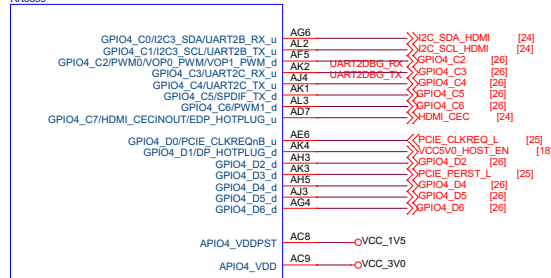 GPIO4_C0/I2C3_SDA/UART2B_RX_u AG6 I2C_SDA_HDMI [24]
GPIO4_C1/I2C3_SCL/UART2B_TX_u AL2 I2C_SCL_HDMI [24]
GPIO4_C2/PWM0/VOP0_PWM/VOP1_PWM_d AF5 GPIO4_C2 [26]
GPIO4_C3/UART2C_RX_u AK2 UART2DBG_RX GPIO4_C3 [26]
GPIO4_C4/UART2C_TX_u AJ4 UART2DBG_TX GPIO4_C4 [26]
GPIO4_C5/SPDIF_TX_d AK1 GPIO4_C5 [26]
GPIO4_C6/PWM1_d AL3 GPIO4_C6 [26]
GPIO4_C7/HDMI_CECINOUT/EDP_HOTPLUG_u AD7 HDMI_CEC [24]
GPIO4_D0/PCIE_CLKREQnB_u AE6 PCIE_CLKREQ_L [25]
GPIO4_D1/DP_HOTPLUG_d AK4 VCC5V0_HOST_EN [18]
GPIO4_D2_d AH3 GPIO4_D2 [26]
GPIO4_D3_d AK3 PCIE_PERST_L [25]
GPIO4_D4_d AH5 GPIO4_D4 [26]
GPIO4_D5_d AJ3 GPIO4_D5 [26]
GPIO4_D6_d AG4 GPIO4_D6 [26]
APIO4_VDDPST AC8 VCC_1V5
APIO4_VDD AC9 VCC_3V0